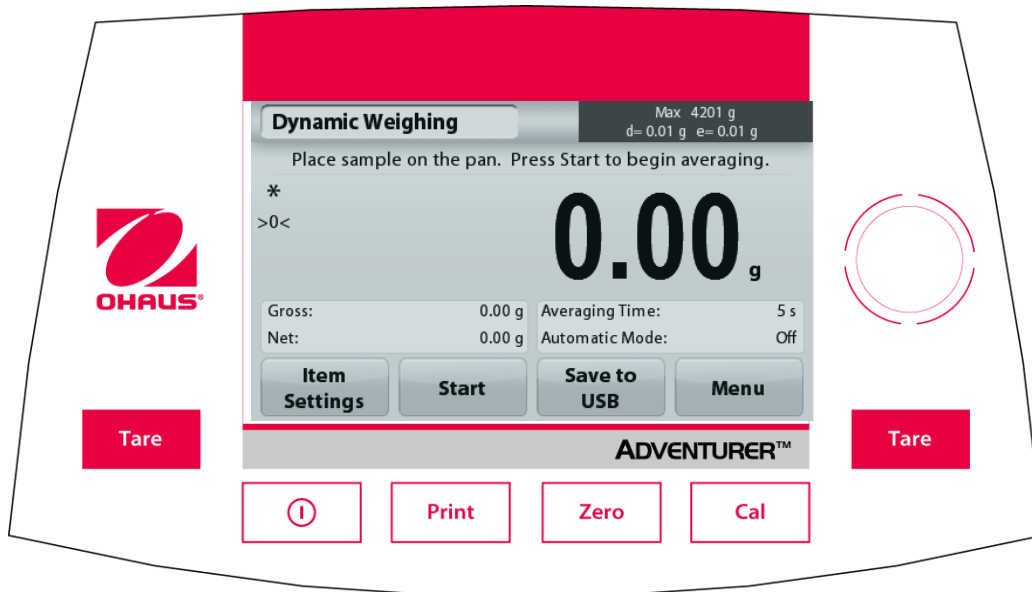 Dynamic Weighing
Max 4201 g
d= 0.01 g e= 0.01 g
Place sample on the pan. Press Start to begin averaging.
*
>0<
0.00 g
OHAUS®
Gross: 0.00 g
Net: 0.00 g
Averaging Time: 5 s
Automatic Mode: Off
Item
Settings
Start
Save to
USB
Menu
Tare
ADVENTURER™
Tare
Print
Zero
Cal